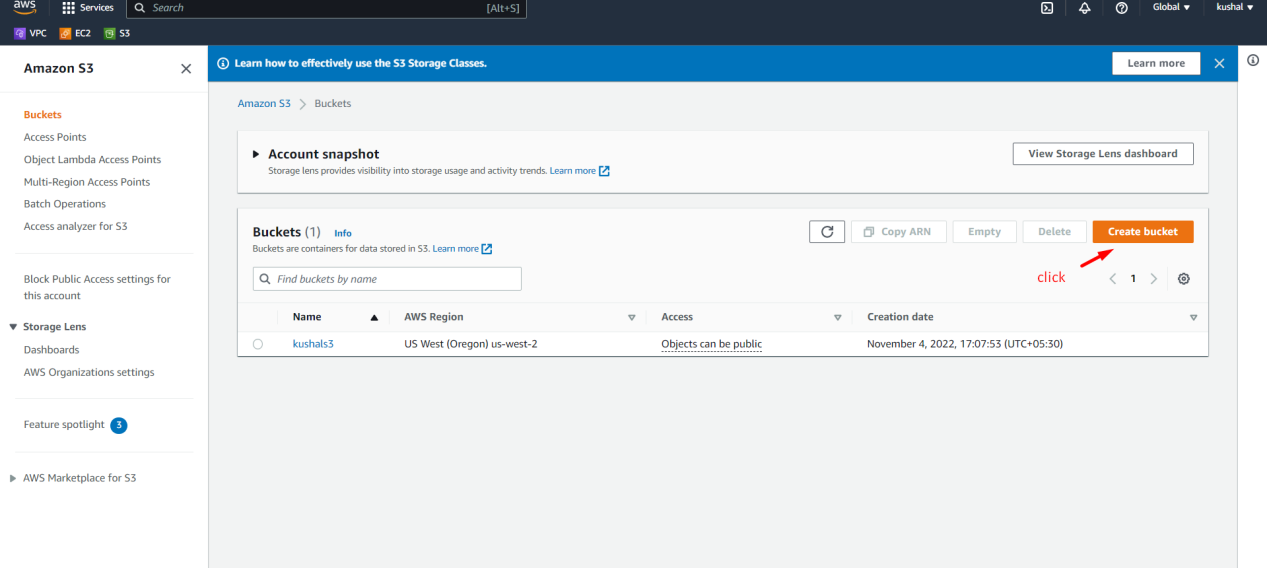 aws Services Search [Alt+S] Global kushal
VPC EC2 S3
Amazon S3
Buckets
Access Points
Object Lambda Access Points
Multi-Region Access Points
Batch Operations
Access analyzer for S3
Block Public Access settings for
this account
Storage Lens
Dashboards
AWS Organizations settings
Feature spotlight 3
AWS Marketplace for S3
Learn how to effectively use the S3 Storage Classes. Learn more
Amazon S3 Buckets
Account snapshot View Storage Lens dashboard
Storage lens provides visibility into storage usage and activity trends. Learn more
Buckets (1) Info Copy ARN Empty Delete Create bucket
Buckets are containers for data stored in S3. Learn more
Find buckets by name click 1
Name AWS Region Access Creation date
kushals3 US West (Oregon) us-west-2 Objects can be public November 4, 2022, 17:07:53 (UTC+05:30)